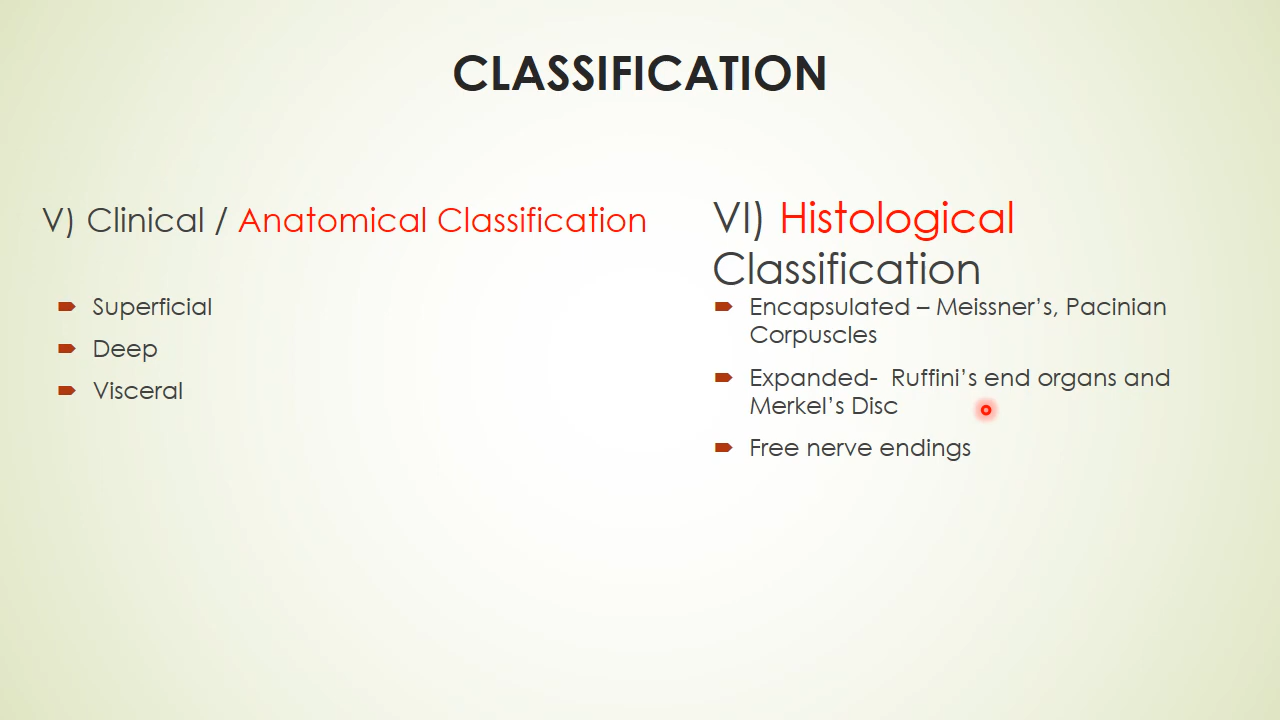 CLASSIFICATION
V) Clinical / Anatomical Classification
Superficial
Deep
Visceral
VI) Histological
Classification
Encapsulated – Meissner’s, Pacinian
Corpuscles
Expanded-  Ruffini’s end organs and
Merkel’s Disc
Free nerve endings